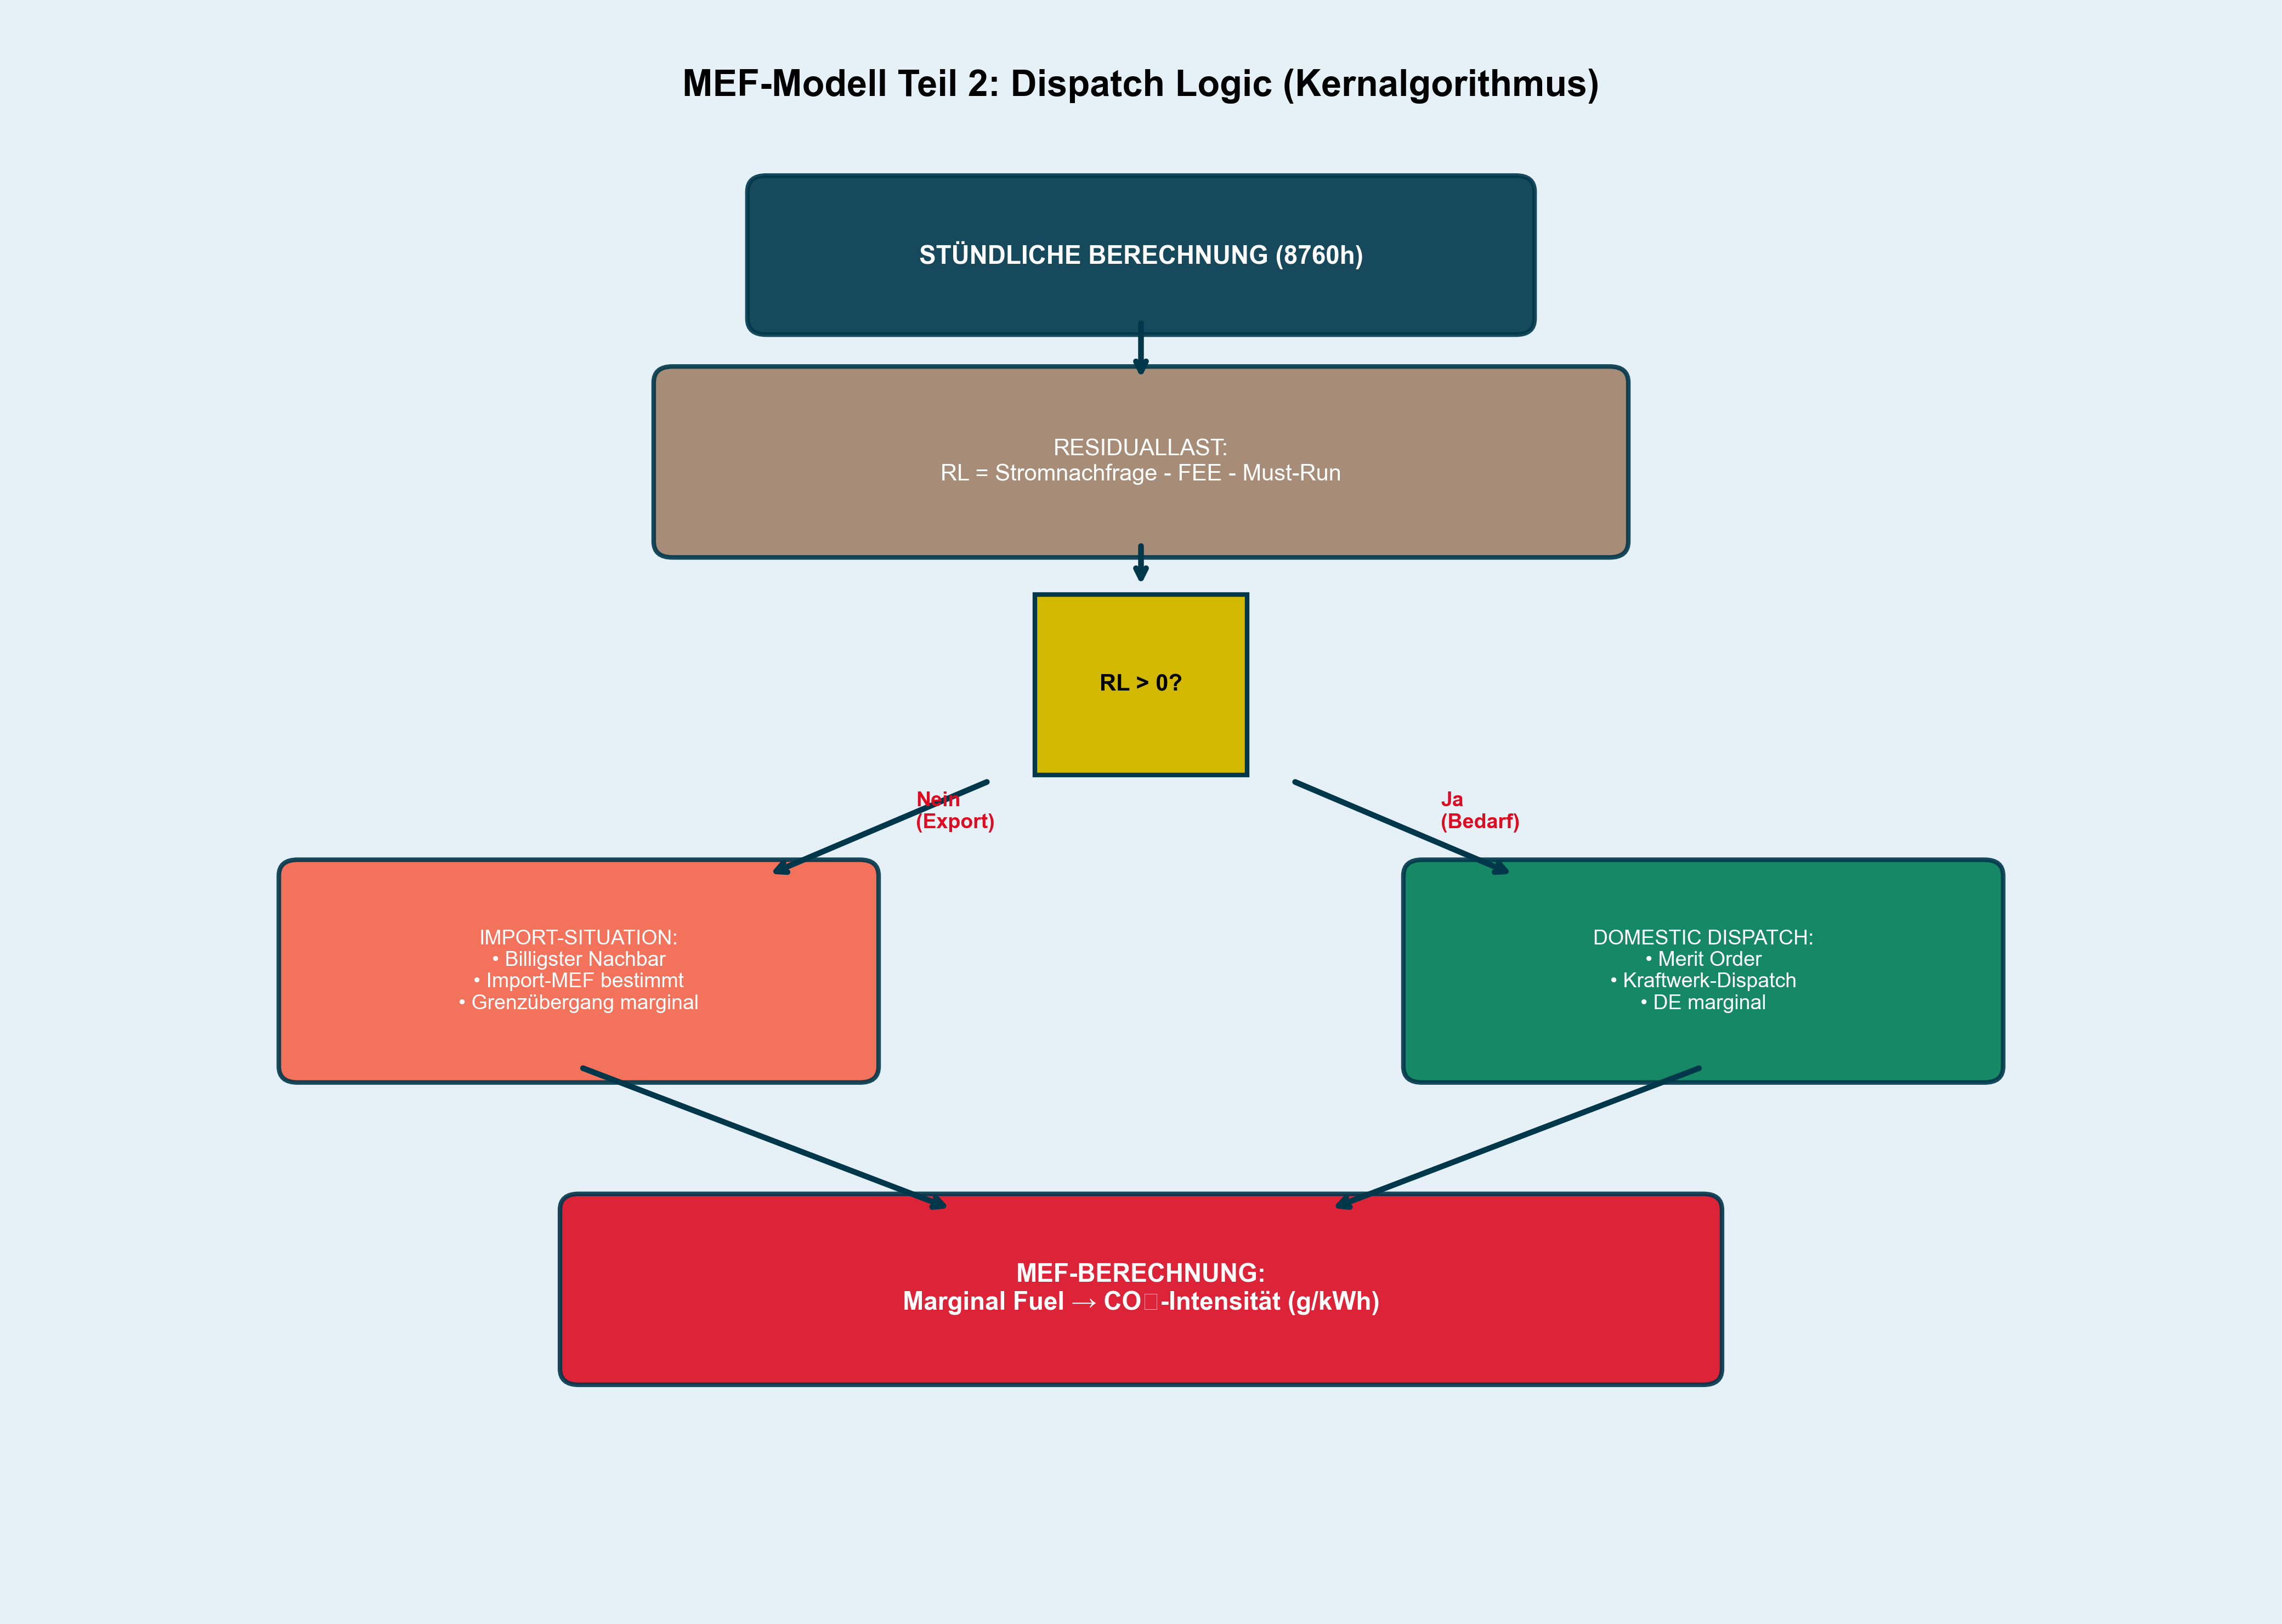 MEF-Modell Teil 2: Dispatch Logic (Kernalgorithmus)
STÜNDLICHE BERECHNUNG (8760h)
RESIDUALLAST:
RL = Stromnachfrage - FEE - Must-Run
RL > 0?
Nein
(Export)
Ja
(Bedarf)
IMPORT-SITUATION:
• Billigster Nachbar
• Import-MEF bestimmt
• Grenzübergang marginal
DOMESTIC DISPATCH:
• Merit Order
• Kraftwerk-Dispatch
• DE marginal
MEF-BERECHNUNG:
Marginal Fuel → CO□-Intensität (g/kWh)